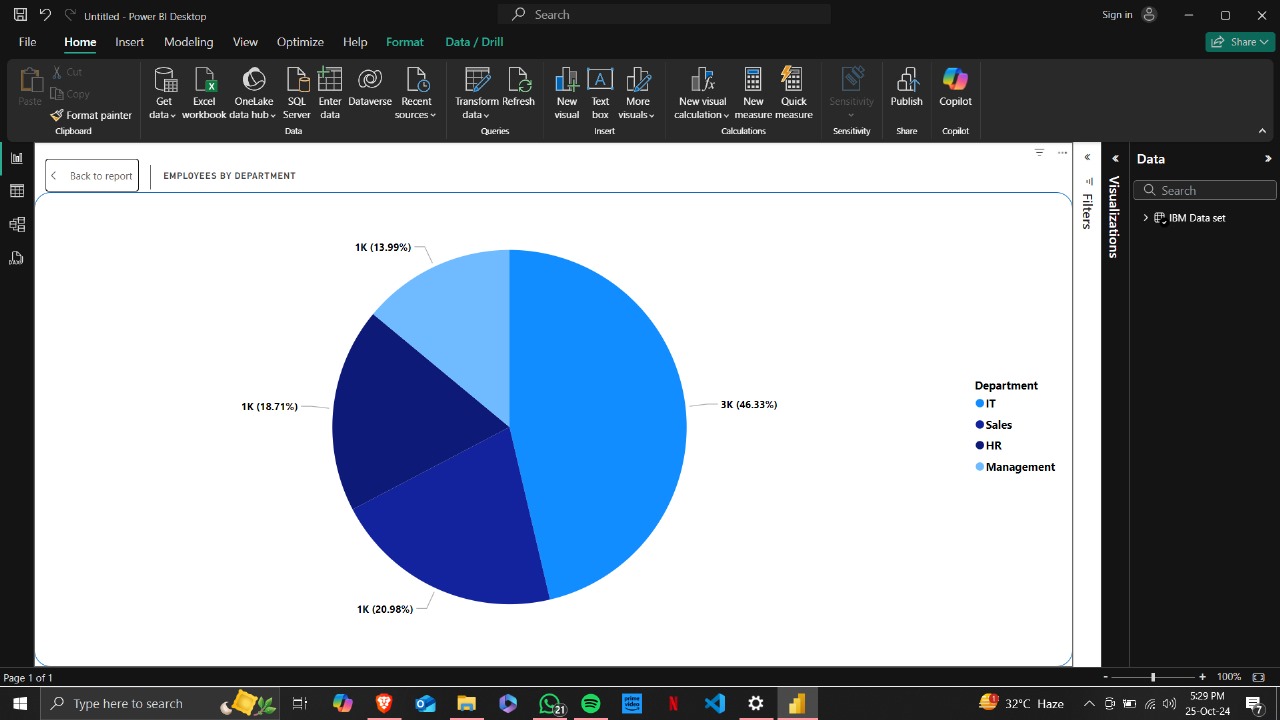 Untitled - Power BI Desktop
Search
Sign in
File Home Insert Modeling View Optimize Help Format Data / Drill
Share
Paste
Cut
Copy
Format painter
Clipboard
Get data
Excel workbook
OneLake data hub
SQL Server
Enter data
Dataverse
Recent sources
Data
Transform data
Refresh
Queries
New visual
Text box
More visuals
Insert
New visual calculation
New measure
Quick measure
Calculations
Sensitivity
Sensitivity
Publish
Share
Copilot
Copilot
Back to report
EMPLOYEES BY DEPARTMENT
1K (13.99%)
1K (18.71%)
3K (46.33%)
1K (20.98%)
Department
IT
Sales
HR
Management
Filters
Visualizations
Data
Search
IBM Data set
Page 1 of 1
- + 100%
Type here to search
21
32°C Haze
5:29 PM
25-Oct-24
7